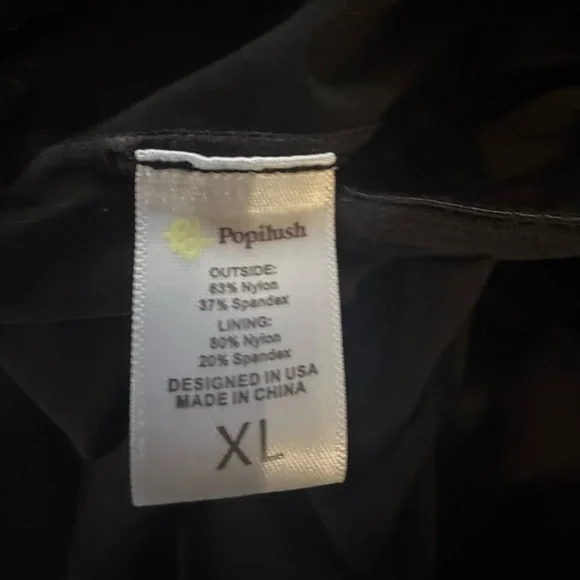 Popilush
OUTSIDE:
63% Nylon
37% Spandex
LINING:
80% Nylon
20% Spandex
DESIGNED IN USA
MADE IN CHINA
XL